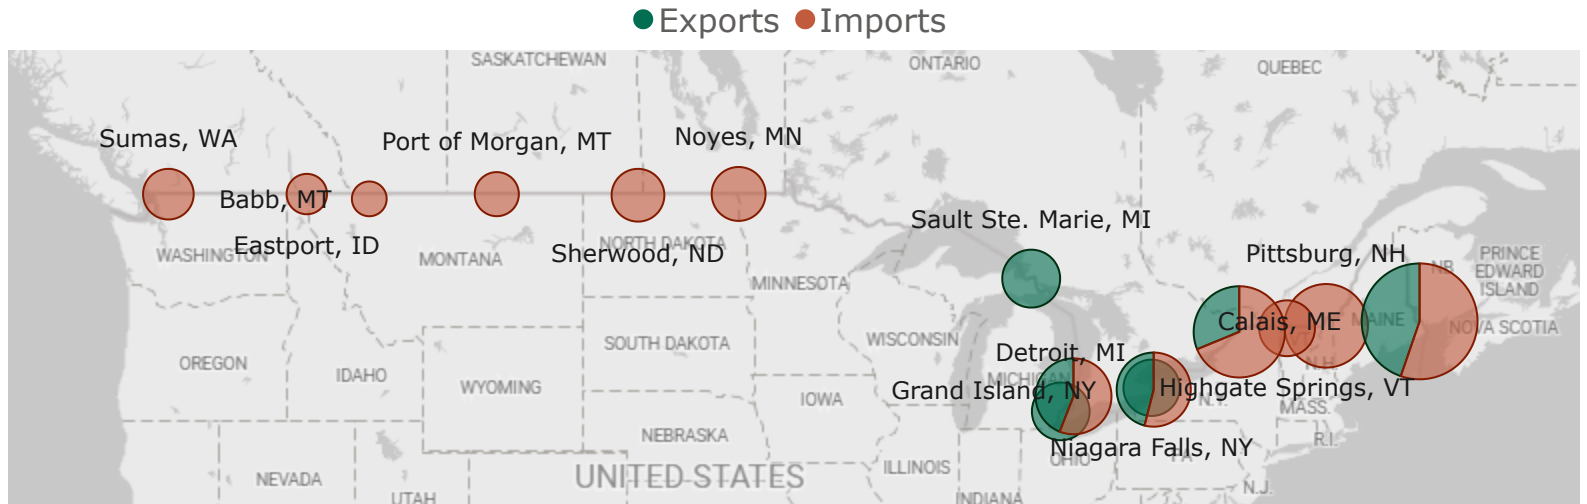 Exports Imports
SASKATCHEWAN
ONTARIO
QUEBEC
Sumas, WA
Port of Morgan, MT
Noyes, MN
Babb, MT
Sault Ste. Marie, MI
Eastport, ID
WASHINGTON
MONTANA
NORTH DAKOTA
Sherwood, ND
Pittsburg, NH
NB
PRINCE
EDWARD
ISLAND
MINNESOTA
Calais, ME
MAINE
NOVA SCOTIA
OREGON
IDAHO
SOUTH DAKOTA
WISCONSIN
Detroit, MI
MICHIGAN
VT
N.H.
WYOMING
Grand Island, NY
Highgate Springs, VT
IOWA
N.Y.
MASS.
NEBRASKA
Niagara Falls, NY
R.I.
OHIO
PA
NEVADA
UNITED STATES
ILLINOIS
INDIANA
N.J.
UTAH